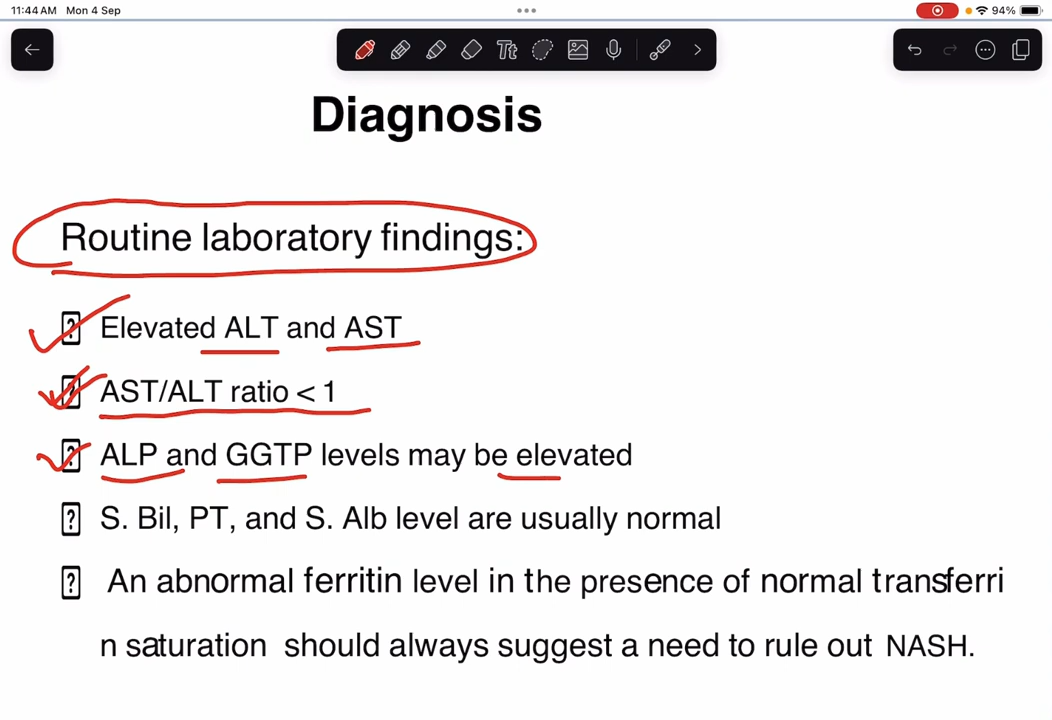 11:44 AM Mon 4 Sep
94%
Tt
Diagnosis
Routine laboratory findings:
Elevated ALT and AST
AST/ALT ratio < 1
ALP and GGTP levels may be elevated
S. Bil, PT, and S. Alb level are usually normal
An abnormal ferritin level in the presence of normal transferri
n saturation should always suggest a need to rule out NASH.